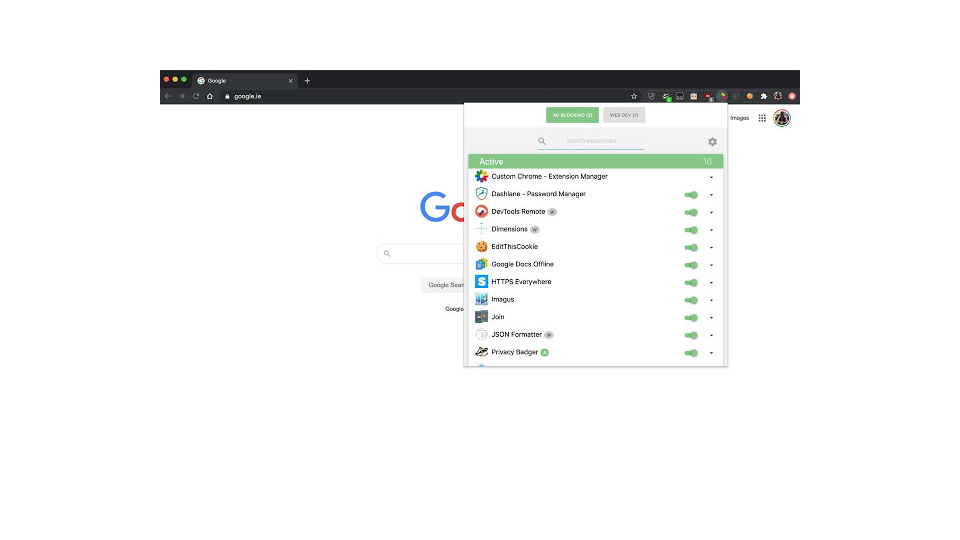 Google
google.ie
AD BLOCKING (3)
WEB DEV (7)
Images
search extensions
Active
16
Custom Chrome - Extension Manager
Dashlane - Password Manager
DevTools Remote W
Dimensions W
EditThisCookie
Google Docs Offline
HTTPS Everywhere
Imagus
Join
JSON Formatter W
Privacy Badger A
Go
Google Sear
Google